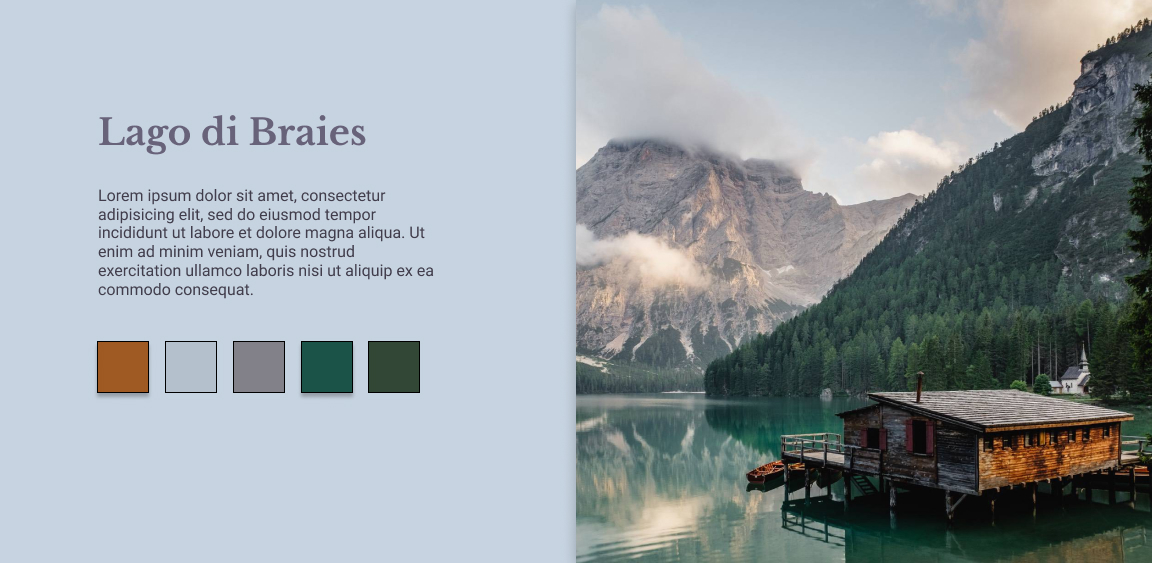 Lago di Braies
Lorem ipsum dolor sit amet, consectetur
adipisicing elit, sed do eiusmod tempor
incididunt ut labore et dolore magna aliqua. Ut
enim ad minim veniam, quis nostrud
exercitation ullamco laboris nisi ut aliquip ex ea
commodo consequat.